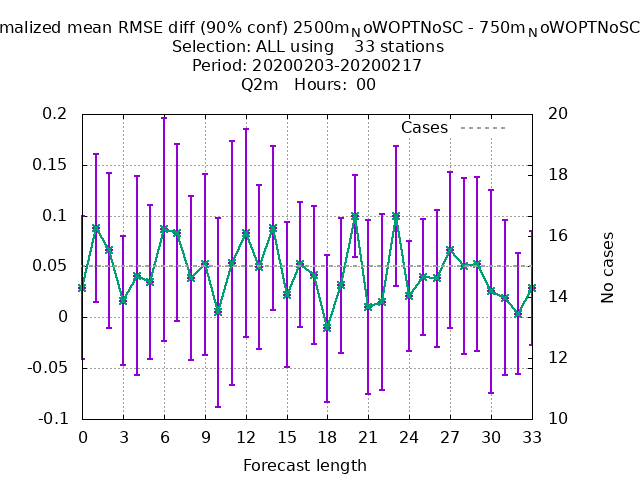 malized mean RMSE diff (90% conf) 2500mNoWOPTNoSC - 750mNoWOPTNoSC
Selection: ALL using 33 stations
Period: 20200203-20200217
Q2m Hours: 00
0.2
0.15
0.1
0.05
0
-0.05
-0.1
20
18
16
14
12
10
Cases
No cases
0 3 6 9 12 15 18 21 24 27 30 33
Forecast length